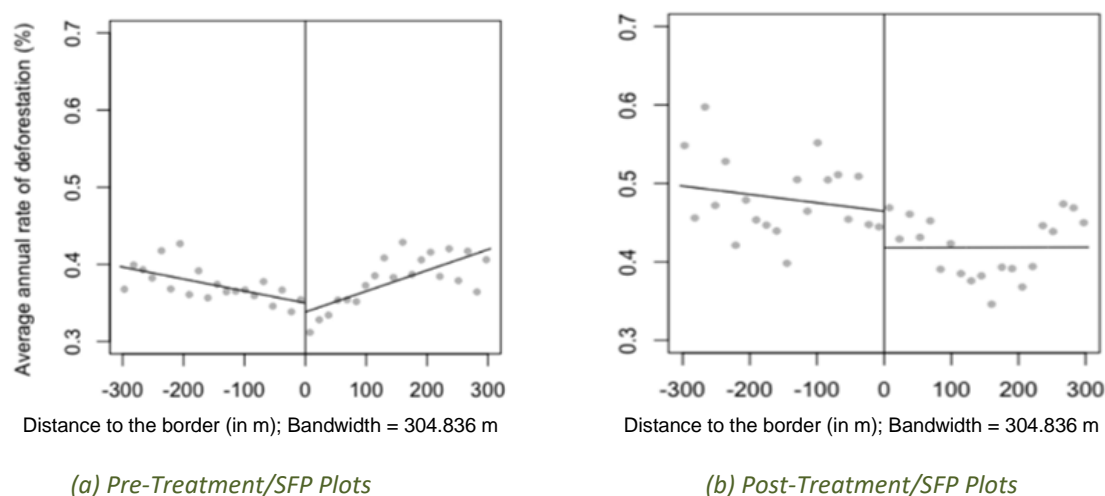 Average annual rate of deforestation (%)
0.7
0.6
0.5
0.4
0.3
-300 -200 -100 0 100 200 300
Distance to the border (in m); Bandwidth = 304.836 m
(a) Pre-Treatment/SFP Plots
0.7
0.6
0.5
0.4
0.3
-300 -200 -100 0 100 200 300
Distance to the border (in m); Bandwidth = 304.836 m
(b) Post-Treatment/SFP Plots